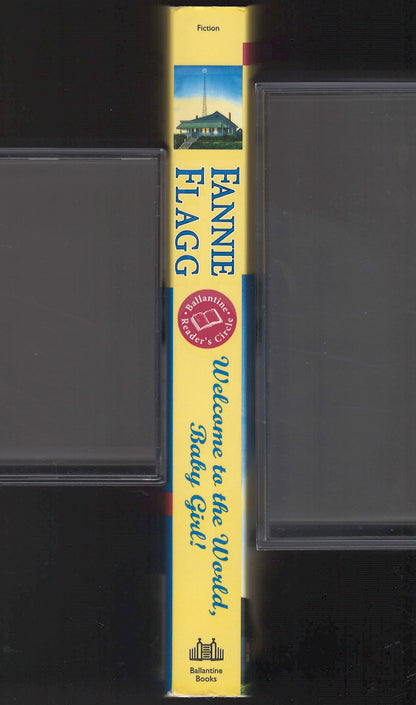 Fiction
FANNIE
FLAGG
• Ballantine •
Reader's Circle
Welcome to the World,
Baby Girl!
Ballantine
Books